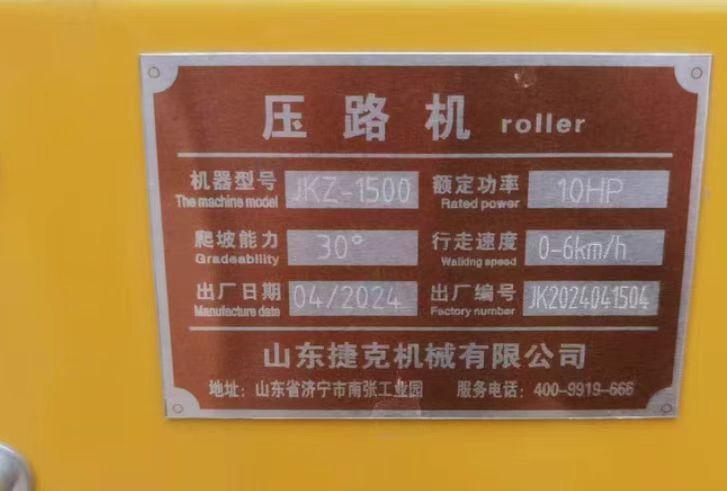 压路机 roller
机器型号 JKZ-1500 额定功率 10HP
The machine model Rated power
爬坡能力 30° 行走速度 0-6km/h
Gradeability Walking speed
出厂日期 04/2024 出厂编号 JK2024041504
Manufacture date Factory number
山东捷克机械有限公司
地址：山东省济宁市南张工业园 服务电话：400-9919-666